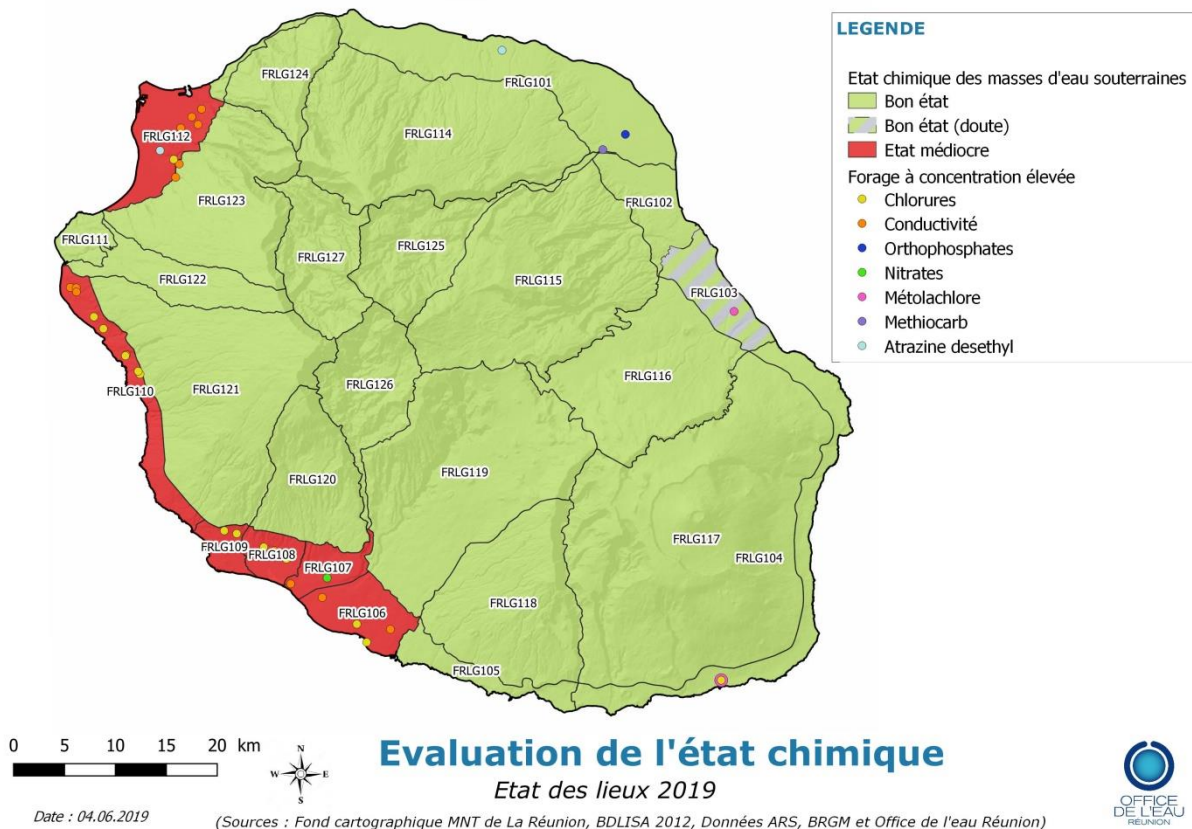 LEGENDE
Etat chimique des masses d'eau souterraines
Bon état
Bon état (doute)
Etat médiocre
Forage à concentration élevée
Chlorures
Conductivité
Orthophosphates
Nitrates
Métolachlore
Methiocarb
Atrazine desethyl
FRLG124
FRLG101
FRLG112
FRLG114
FRLG123
FRLG102
FRLG111
FRLG125
FRLG127
FRLG122
FRLG115
FRLG103
FRLG116
FRLG126
FRLG121
FRLG110
FRLG119
FRLG120
FRLG117
FRLG109
FRLG108
FRLG104
FRLG107
FRLG118
FRLG106
FRLG105
0 5 10 15 20 km
N
W E
S
Evaluation de l'état chimique
Etat des lieux 2019
Date : 04.06.2019
(Sources : Fond cartographique MNT de La Réunion, BDLISA 2012, Données ARS, BRGM et Office de l'eau Réunion)
OFFICE
DE L'EAU
RÉUNION